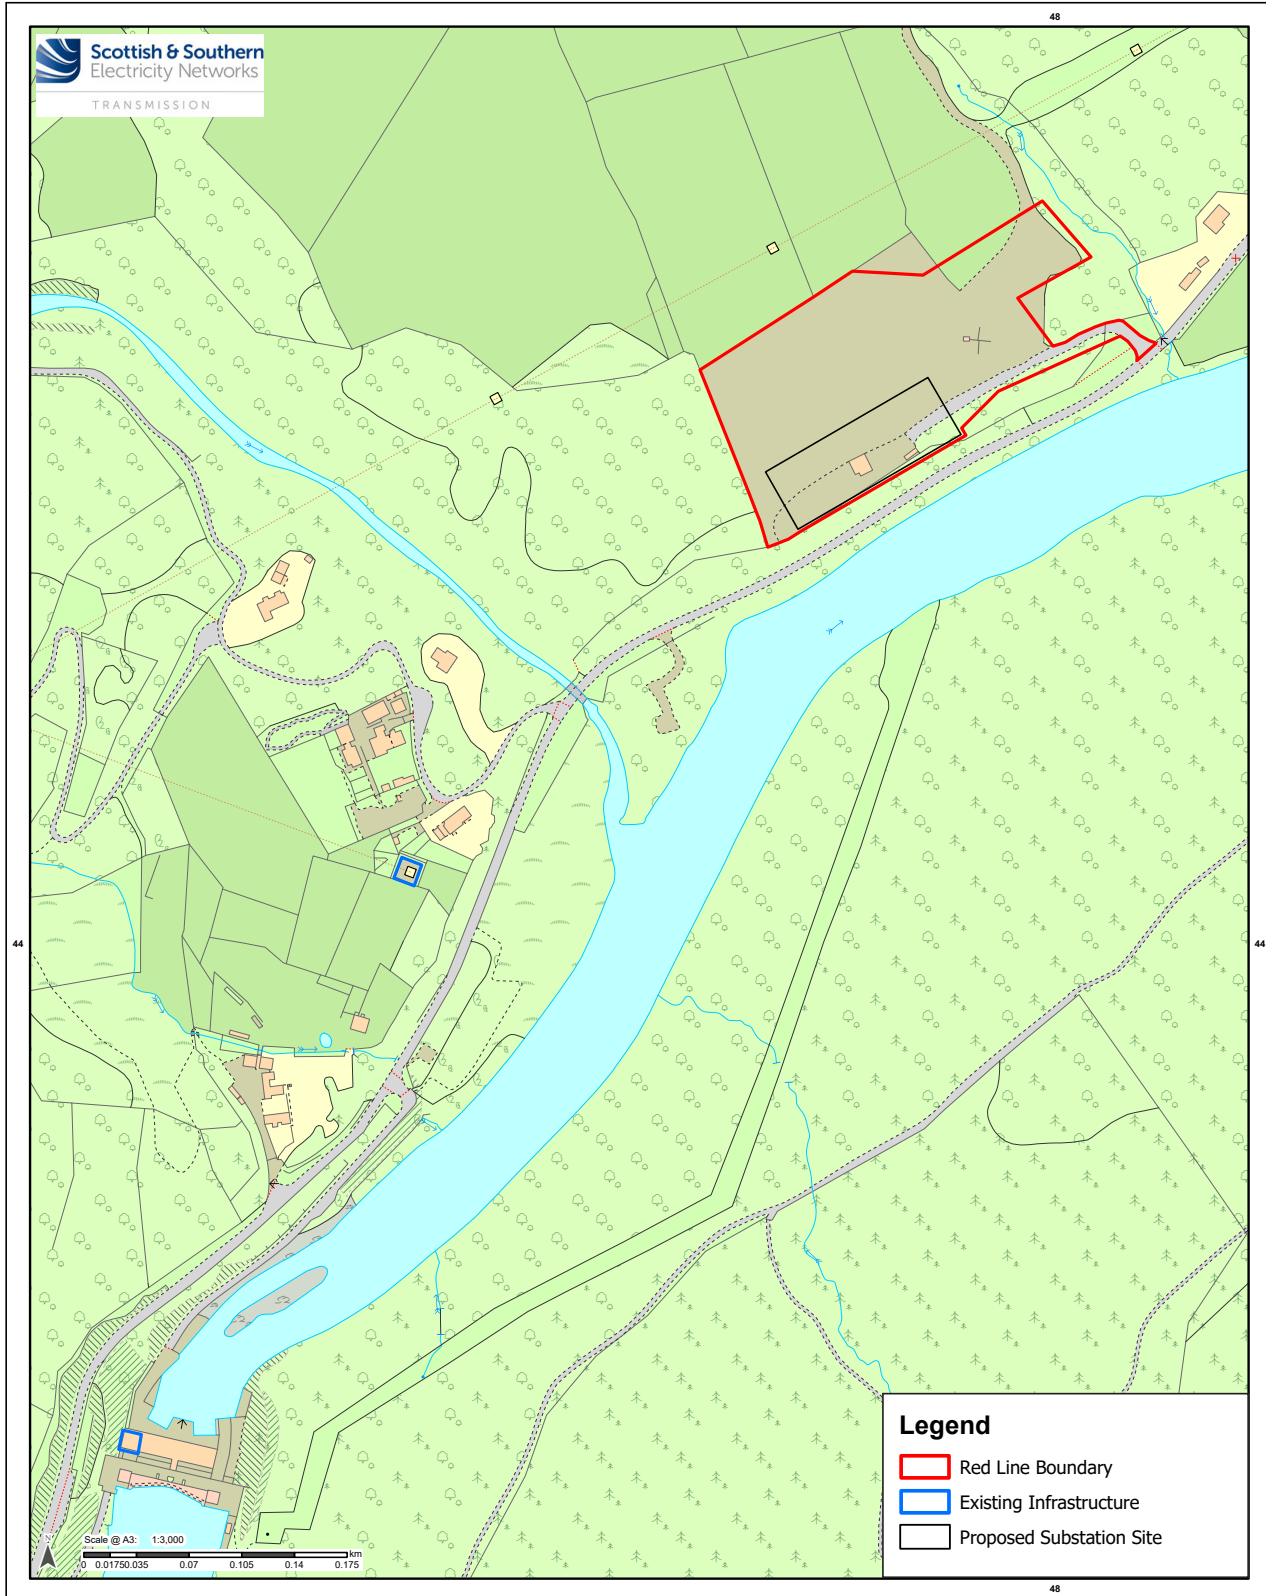 48
Scottish & Southern
Electricity Networks
TRANSMISSION
44
44
Legend
Red Line Boundary
Existing Infrastructure
Proposed Substation Site
Scale @ A3: 1:3,000
km
0 0.01750.035 0.07 0.105 0.14 0.175
48